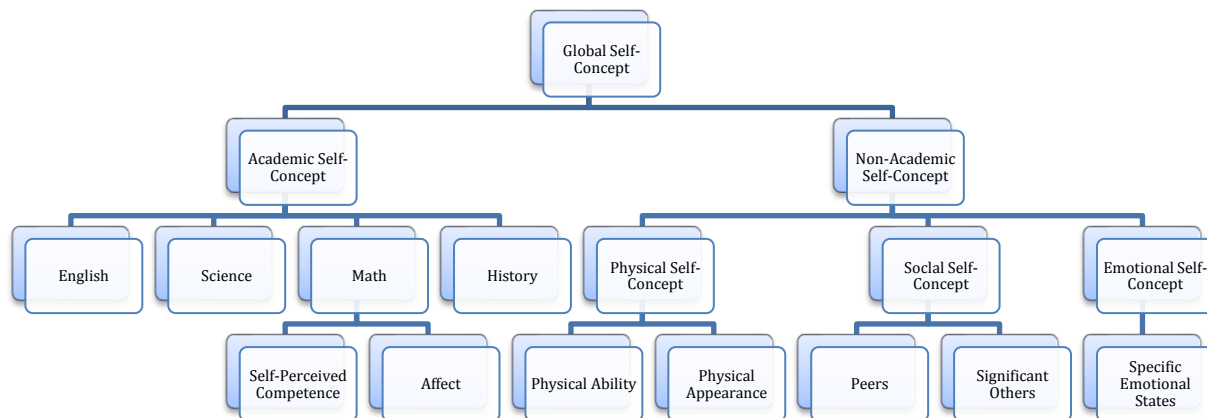 Global Self-
Concept
Academic Self-
Concept
Non-Academic
Self-Concept
English
Science
Math
History
Physical Self-
Concept
Social Self-
Concept
Emotional Self-
Concept
Self-Perceived
Competence
Affect
Physical Ability
Physical
Appearance
Peers
Significant
Others
Specific
Emotional
States